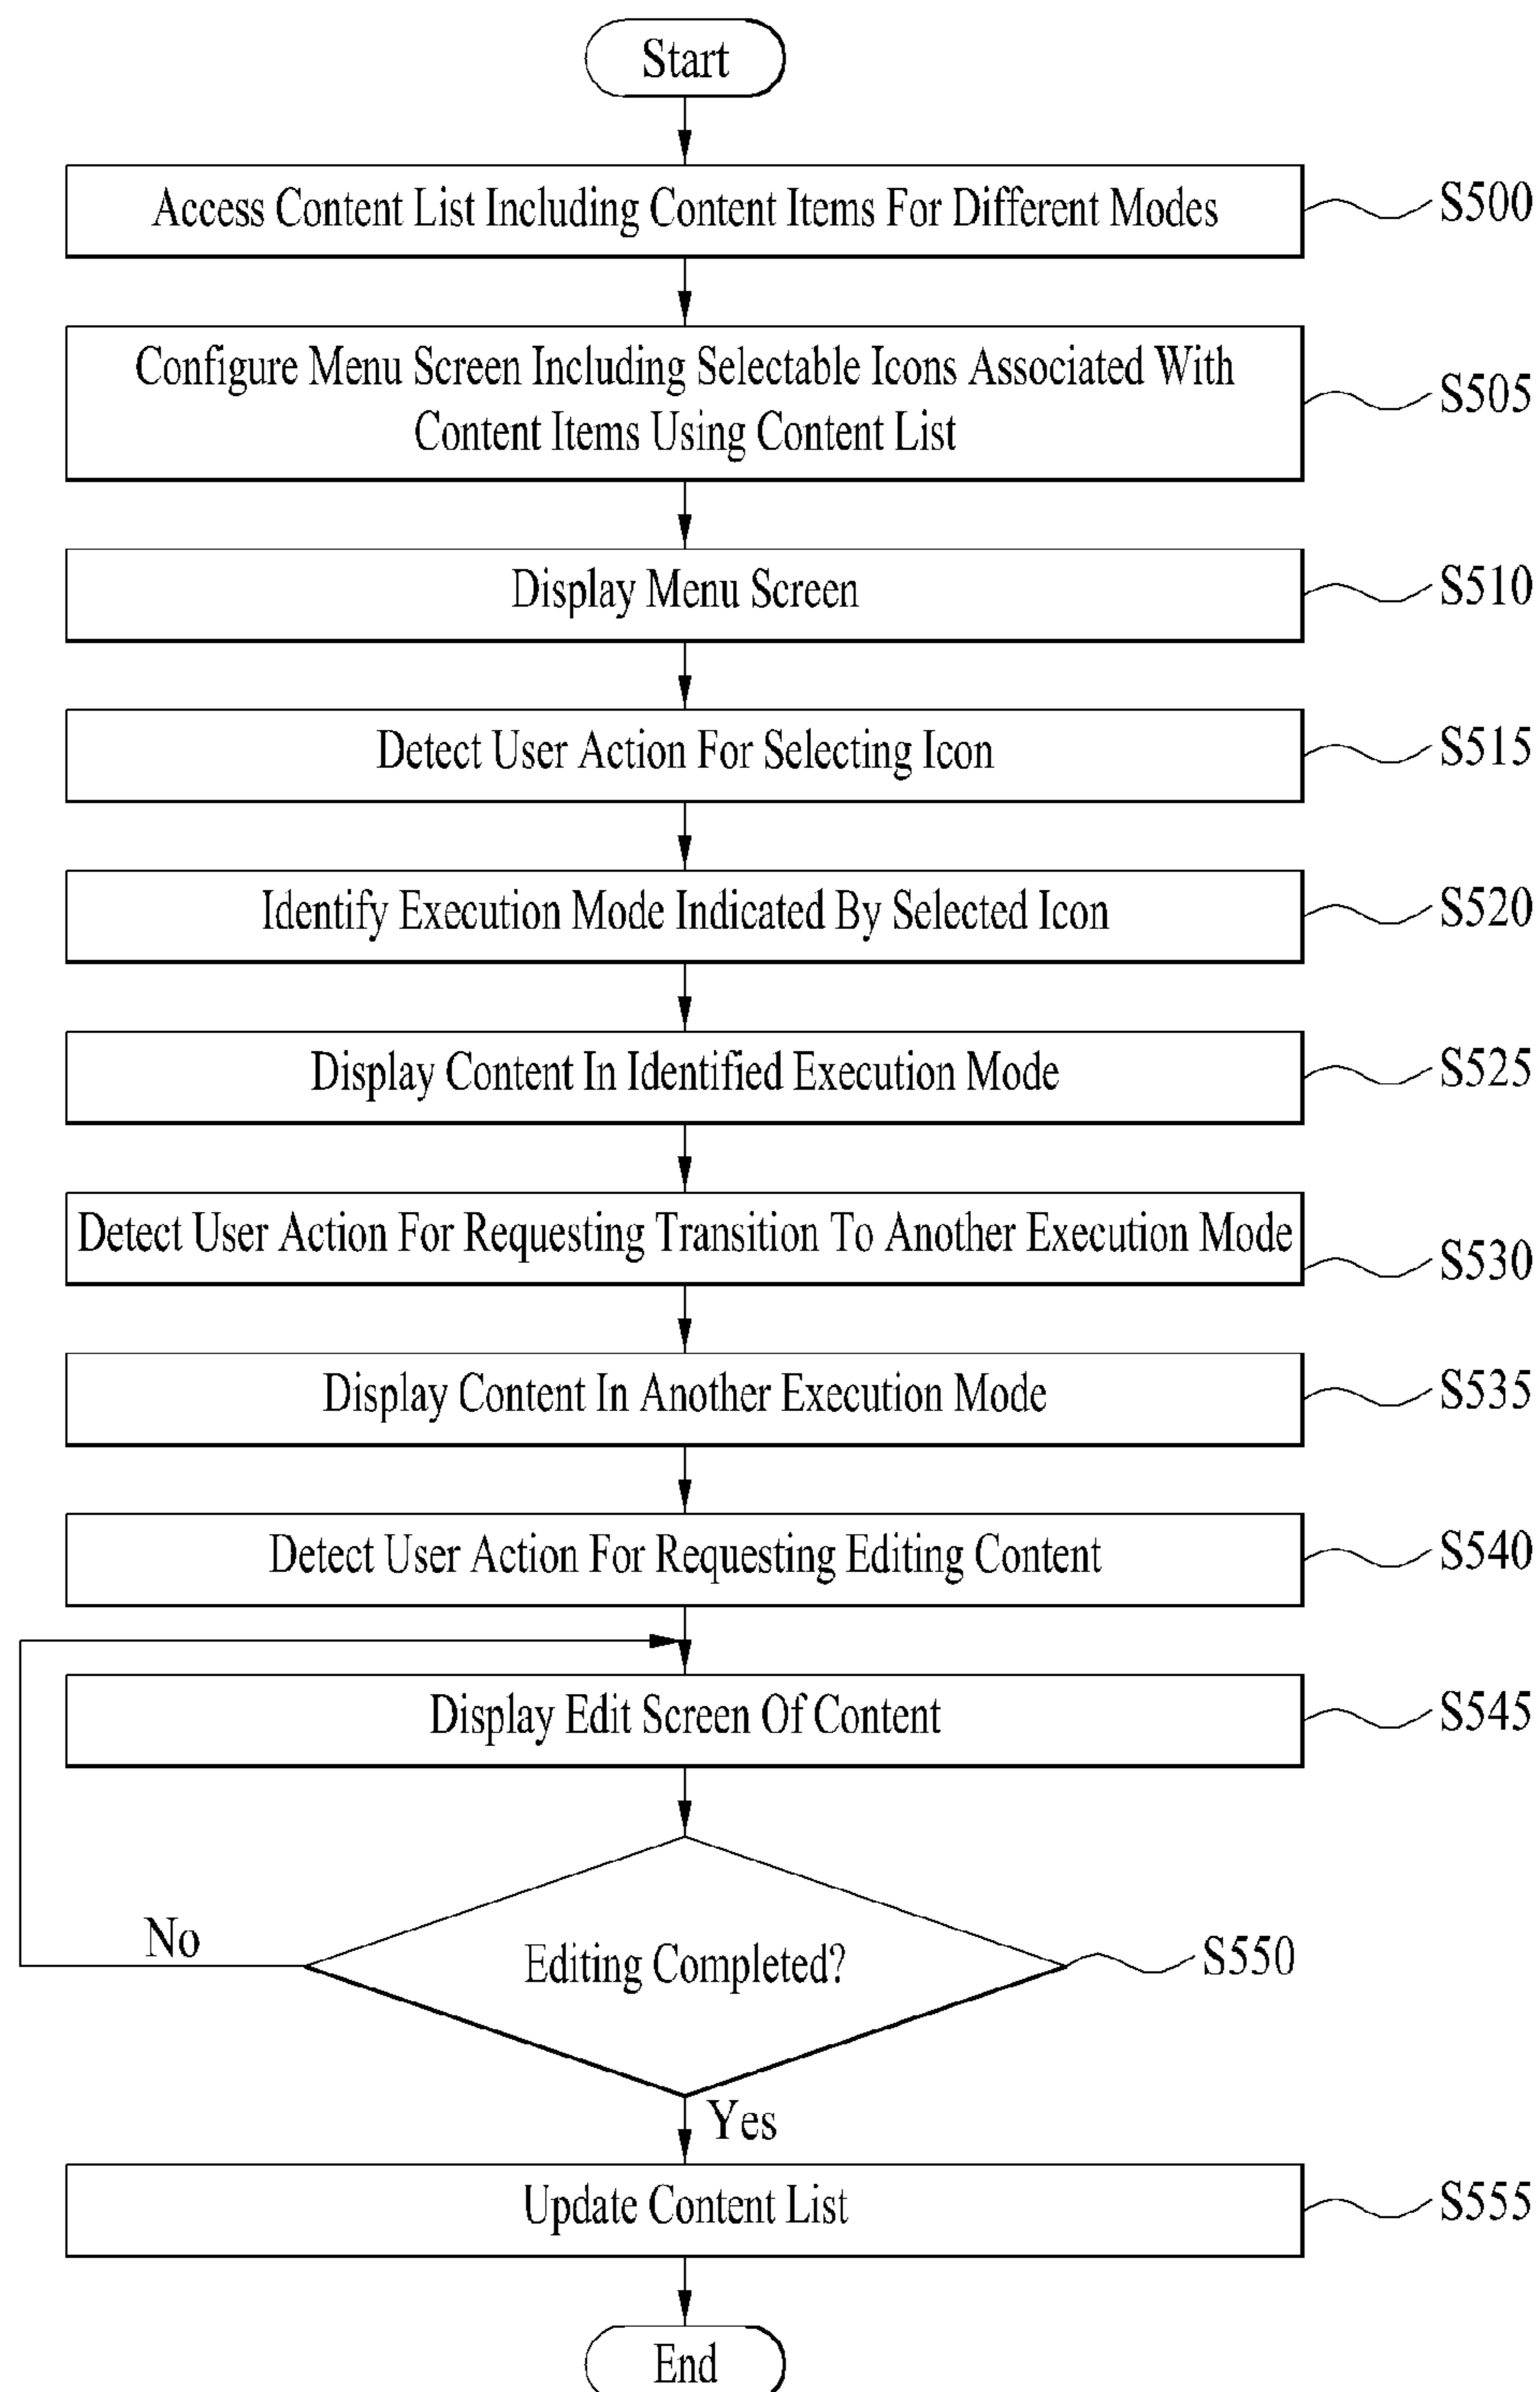 Start
Access Content List Including Content Items For Different Modes
S500
Configure Menu Screen Including Selectable Icons Associated With
Content Items Using Content List
S505
Display Menu Screen
S510
Detect User Action For Selecting Icon
S515
Identify Execution Mode Indicated By Selected Icon
S520
Display Content In Identified Execution Mode
S525
Detect User Action For Requesting Transition To Another Execution Mode
S530
Display Content In Another Execution Mode
S535
Detect User Action For Requesting Editing Content
S540
Display Edit Screen Of Content
S545
No
Editing Completed?
S550
Yes
Update Content List
S555
End